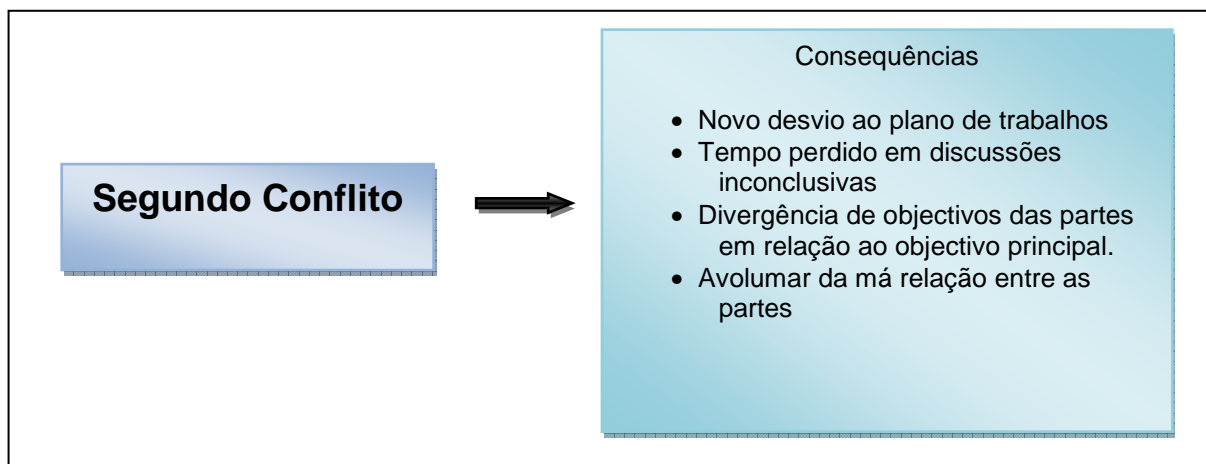 Segundo Conflito
Consequências
• Novo desvio ao plano de trabalhos
• Tempo perdido em discussões
inconclusivas
• Divergência de objectivos das partes
em relação ao objectivo principal.
• Avolumar da má relação entre as
partes